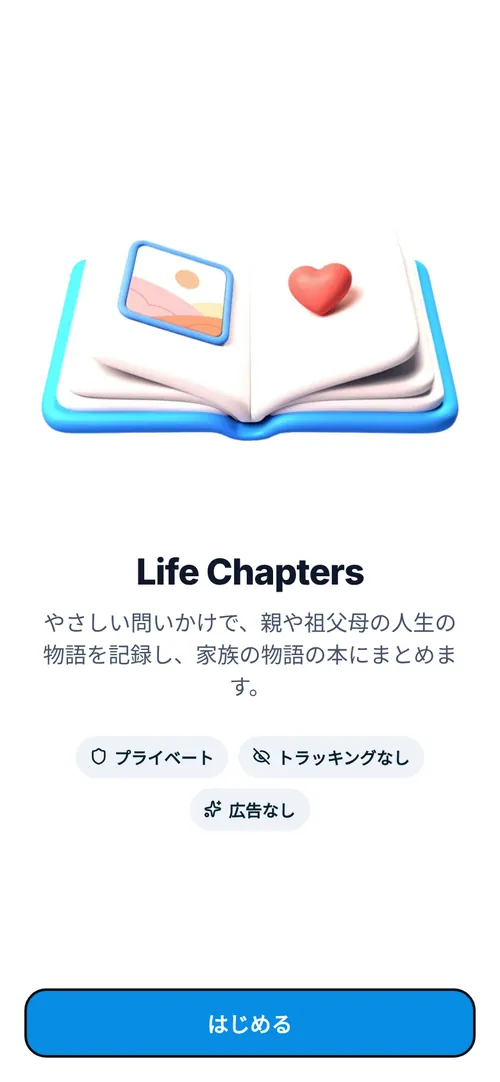 Life Chapters
やさしい問いかけで、親や祖父母の人生の
物語を記録し、家族の物語の本にまとめま
す。
プライベート
トラッキングなし
広告なし
はじめる